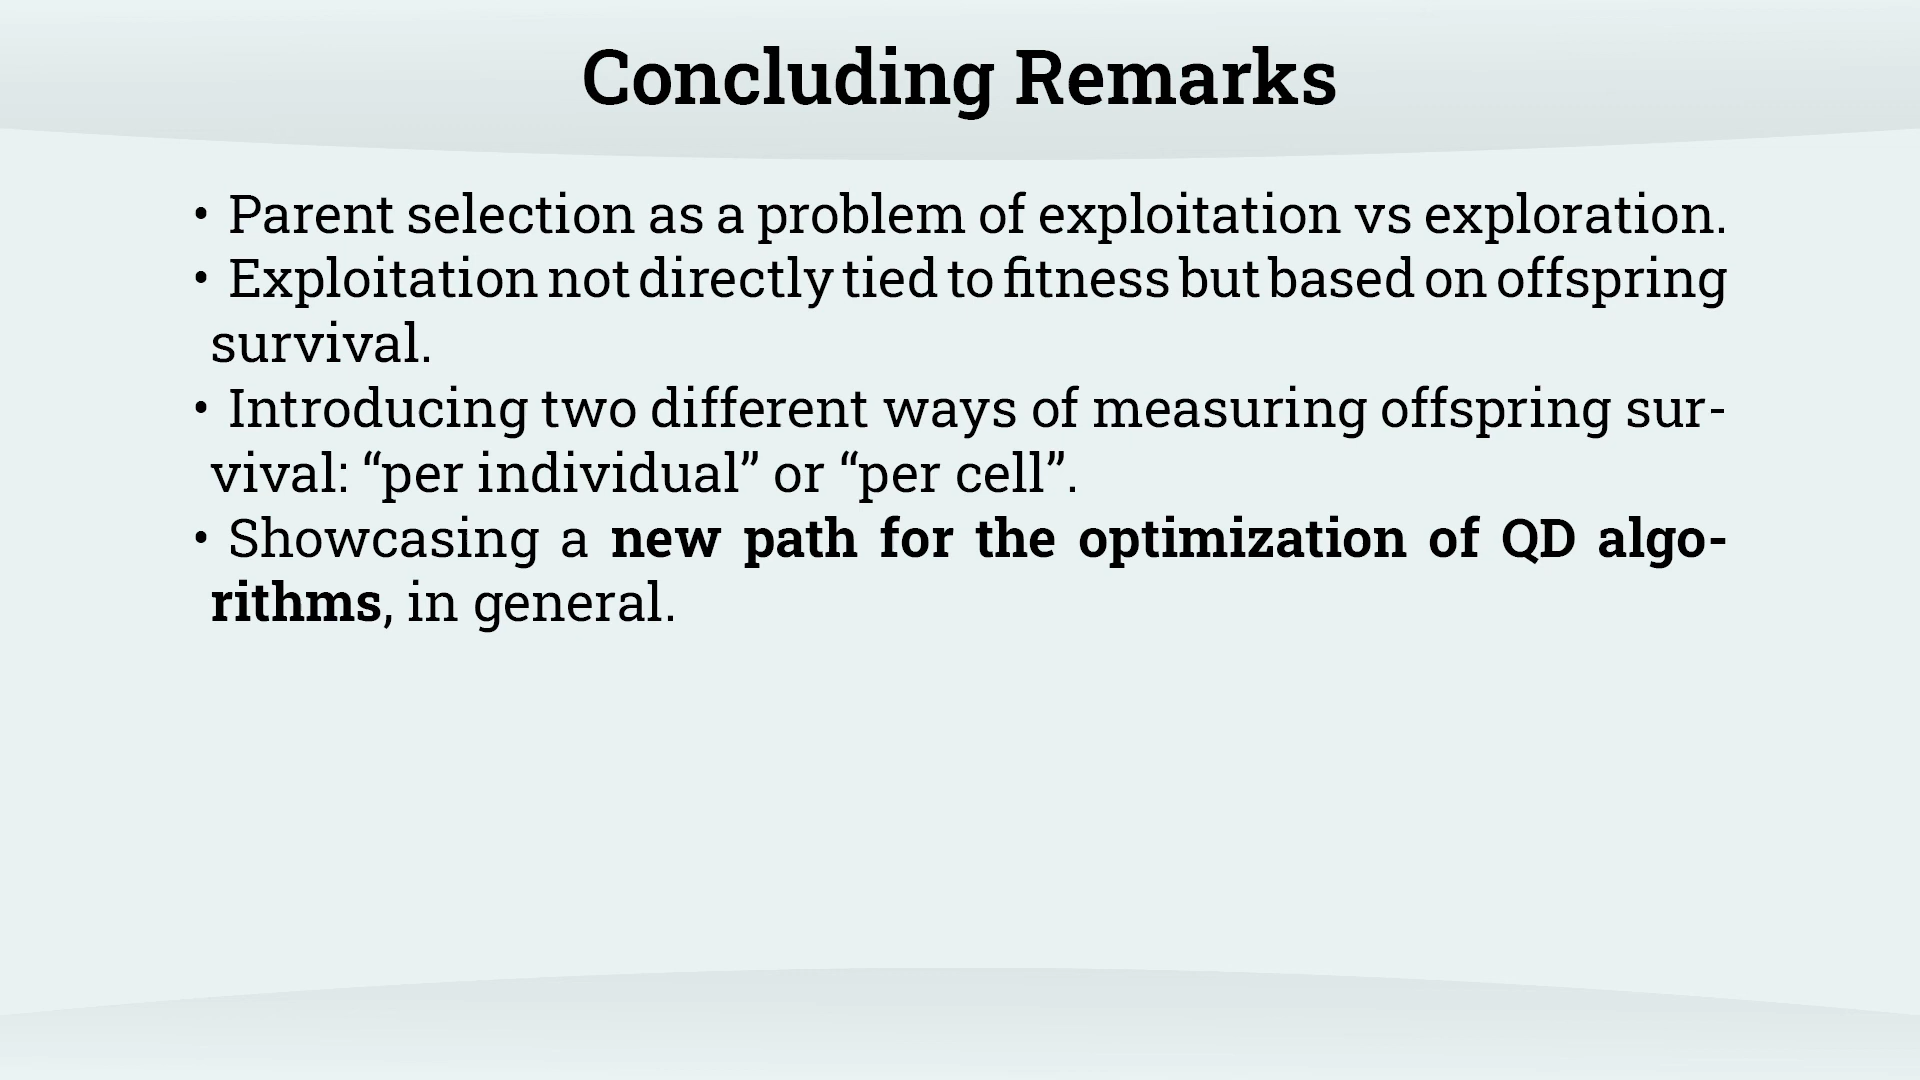 Concluding Remarks
• Parent selection as a problem of exploitation vs exploration.
• Exploitation not directly tied to fitness but based on offspring
survival.
• Introducing two different ways of measuring offspring sur-
vival: “per individual” or “per cell”.
• Showcasing a new path for the optimization of QD algo-
rithms, in general.